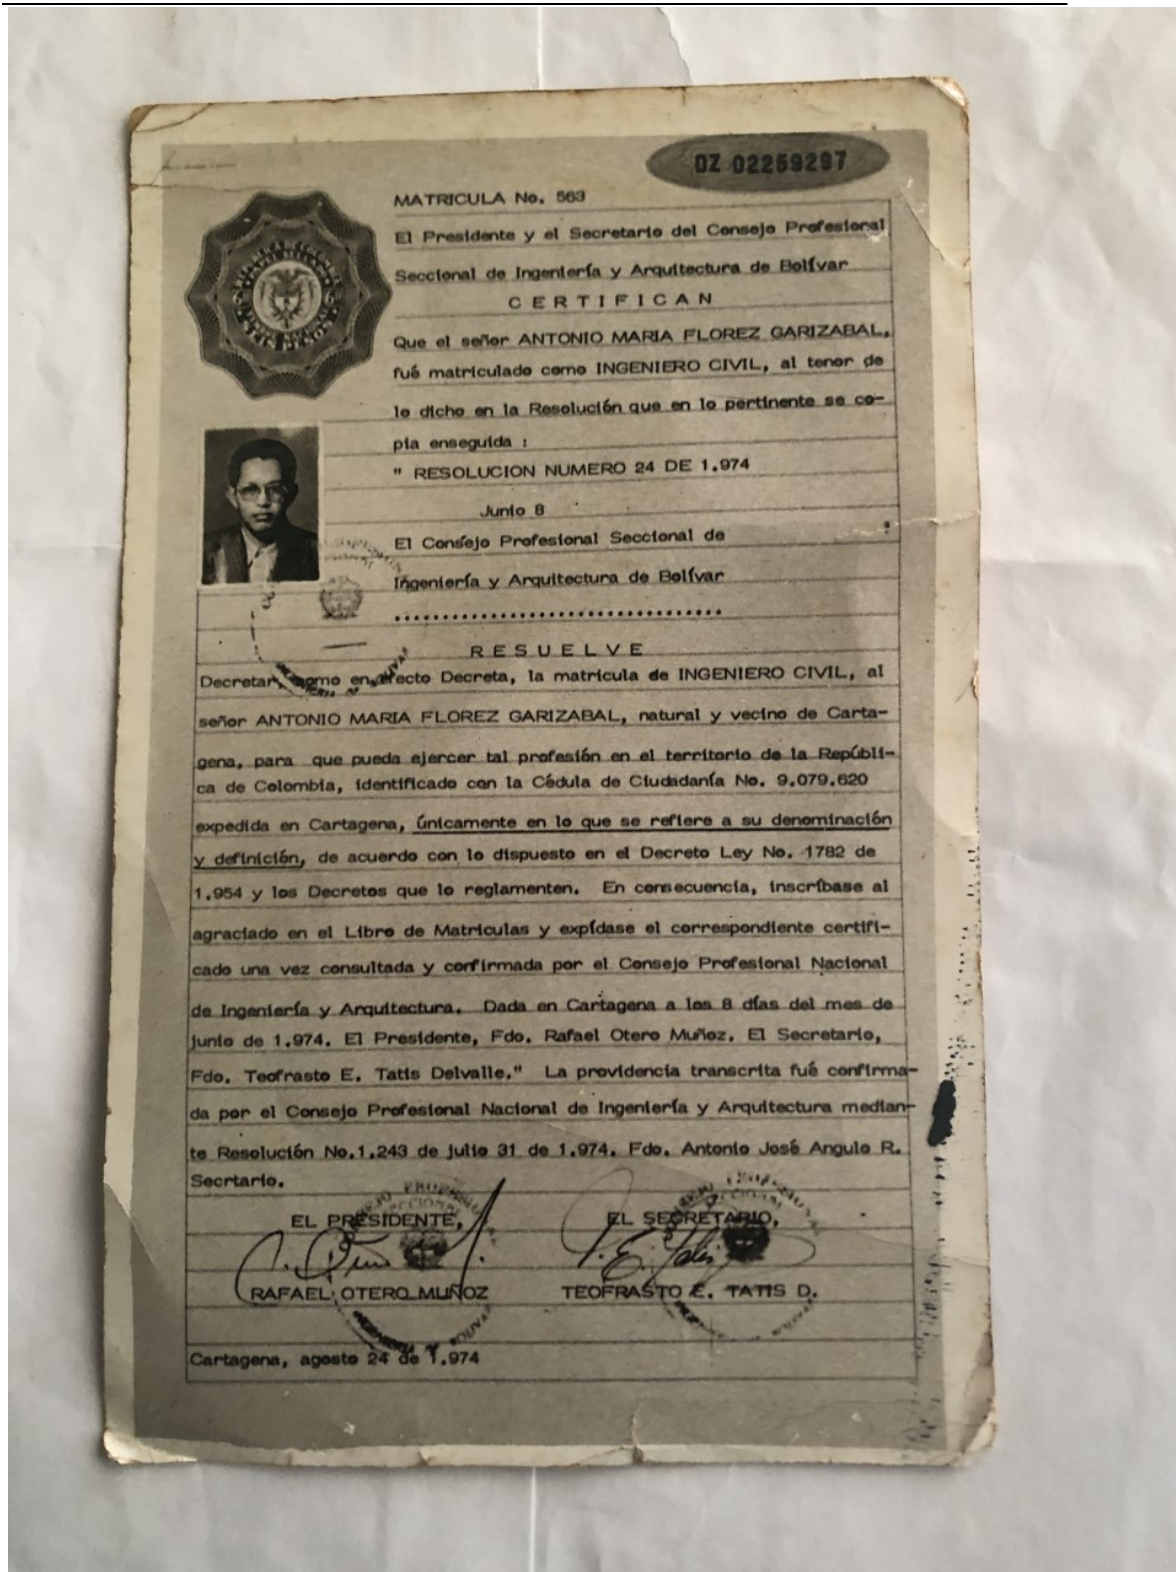 OZ 02259297
MATRICULA No. 563
El Presidente y el Secretario del Consejo Profesional
Seccional de Ingeniería y Arquitectura de Bolívar
CERTIFICAN
Que el señor ANTONIO MARIA FLOREZ GARIZABAL,
fué matriculado como INGENIERO CIVIL, al tenor de
lo dicho en la Resolución que en lo pertinente se co-
pia enseguida :
" RESOLUCION NUMERO 24 DE 1.974
Junio 8
El Consejo Profesional Seccional de
Ingeniería y Arquitectura de Bolívar
..................................
RESUELVE
Decretar, como en efecto Decreta, la matrícula de INGENIERO CIVIL, al
señor ANTONIO MARIA FLOREZ GARIZABAL, natural y vecino de Carta-
gena, para que pueda ejercer tal profesión en el territorio de la Repúbli-
ca de Colombia, identificado con la Cédula de Ciudadanía No. 9.079.620
expedida en Cartagena, únicamente en lo que se refiere a su denominación
y definición, de acuerdo con lo dispuesto en el Decreto Ley No. 1782 de
1.954 y los Decretos que lo reglamenten. En consecuencia, inscríbase al
agraciado en el Libro de Matriculas y expídase el correspondiente certifi-
cado una vez consultada y confirmada por el Consejo Profesional Nacional
de Ingeniería y Arquitectura. Dada en Cartagena a los 8 días del mes de
junio de 1.974. El Presidente, Fdo. Rafael Otero Muñoz. El Secretario,
Fdo. Teofrasto E. Tatis Delvalle." La providencia transcrita fué confirma-
da por el Consejo Profesional Nacional de Ingeniería y Arquitectura median-
te Resolución No.1.243 de julio 31 de 1.974. Fdo. Antonio José Angulo R.
Secrtario.
EL PRESIDENTE, EL SECRETARIO,
RAFAEL OTERO MUÑOZ TEOFRASTO E. TATIS D.
Cartagena, agosto 24 de 1.974
SEIS PESOS